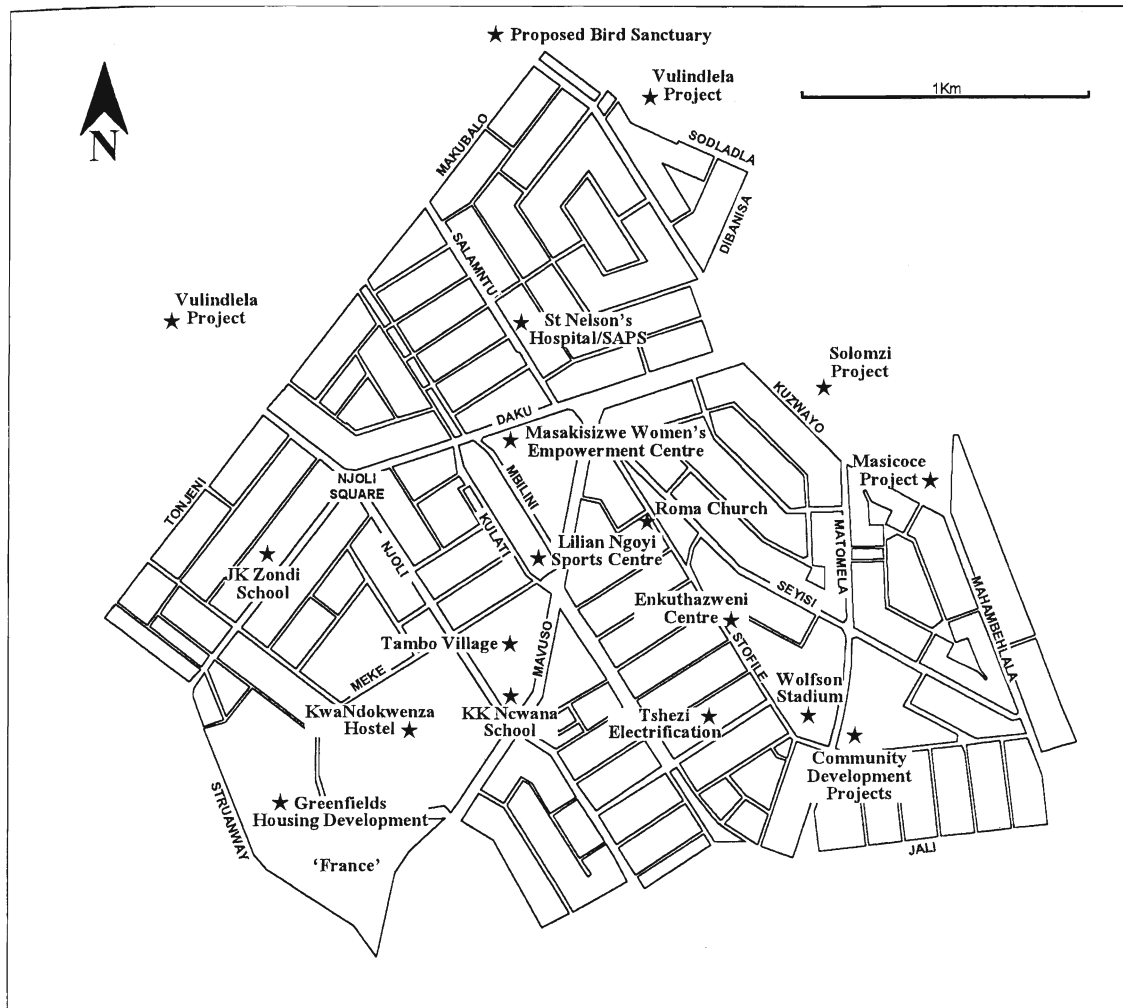 Proposed Bird Sanctuary
Vulindlela
Project
1Km
N
MAKUBALO
SODLADLA
DIBANISA
SALAMNTU
Vulindlela
Project
St Nelson's
Hospital/SAPS
Solomzi
Project
KUZWAYO
DAKU
Masakisizwe Women's
Empowerment Centre
Masicoce
Project
NJOLI
SQUARE
TONJENI
MBILINI
KULATI
Roma Church
MATOMELA
Lilian Ngoyi
Sports Centre
NJOLI
JK Zondi
School
SEYISI
Enkuthazweni
Centre
MAHAMBEHLALA
Tambo Village
MAVUSO
STOFILE
MEKE
Wolfson
Stadium
KwaNdokwenza
Hostel
KK Ncwana
School
Tshezi
Electrification
Community
Development
Projects
STRUANWAY
Greenfields
Housing Development
JALI
'France'